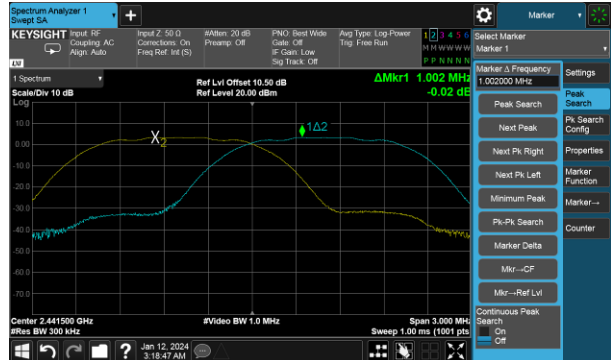 Spectrum Analyzer 1
Swept SA
+
Marker
KEYSIGHT
Input: RF
Coupling: AC
Align: Auto
Input Z: 50 Ω
Corrections: On
Freq Ref: Int (S)
#Atten: 20 dB
Preamp: Off
PNO: Best Wide
Gate: Off
IF Gain: Low
Sig Track: Off
Avg Type: Log-Power
Trig: Free Run
1 2 3 4 5 6
M M W W W W
P P N N N N
LXI
Select Marker
Marker 1
1 Spectrum
Scale/Div 10 dB
Log
Ref Lvl Offset 10.50 dB
Ref Level 20.00 dBm
ΔMkr1 1.002 MHz
-0.02 dB
10.0
0.00
-10.0
-20.0
-30.0
-40.0
-50.0
-60.0
-70.0
X2
1Δ2
Center 2.441500 GHz
#Res BW 300 kHz
#Video BW 1.0 MHz
Span 3.000 MHz
Sweep 1.00 ms (1001 pts)
Marker Δ Frequency
1.002000 MHz
Peak Search
Next Peak
Next Pk Right
Next Pk Left
Minimum Peak
Pk-Pk Search
Marker Delta
Mkr→CF
Mkr→Ref Lvl
Continuous Peak
Search
On
Off
Settings
Peak
Search
Pk Search
Config
Properties
Marker
Function
Marker→
Counter
?
Jan 12, 2024
3:18:47 AM